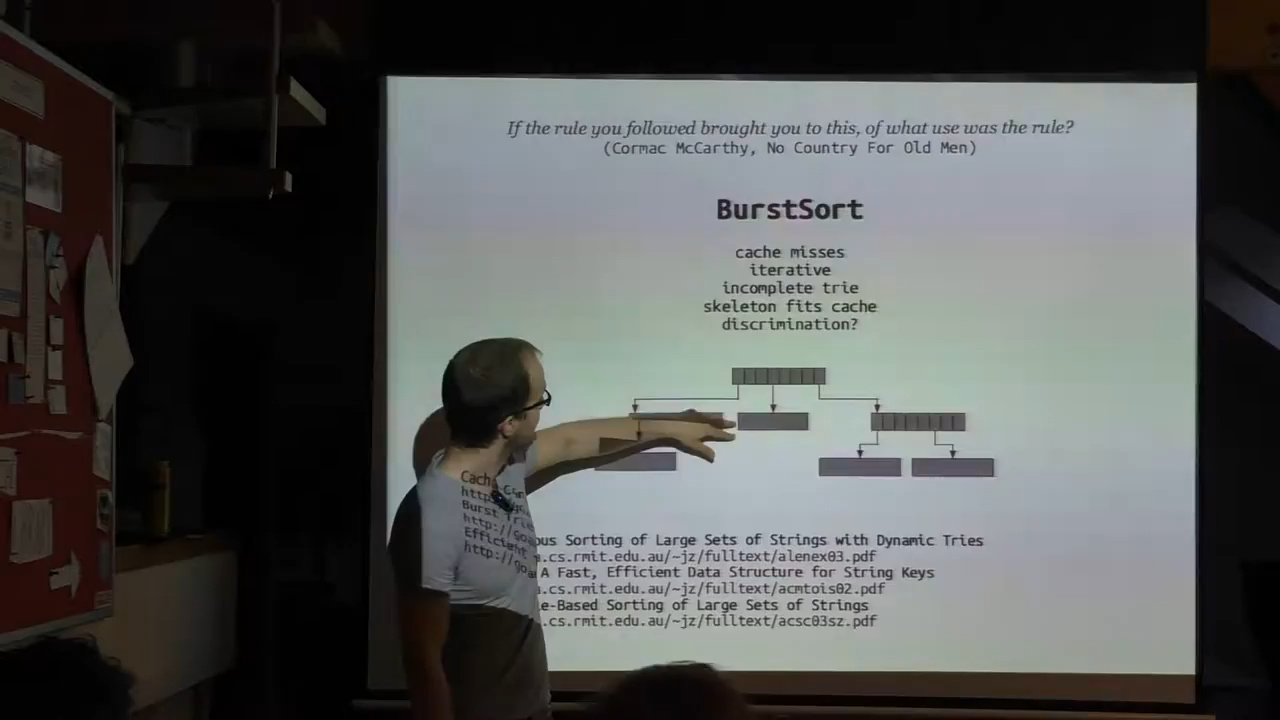 If the rule you followed brought you to this, of what use was the rule?
(Cormac McCarthy, No Country For Old Men)
BurstSort
cache misses
iterative
incomplete trie
skeleton fits cache
discrimination?
Sorting of Large Sets of Strings with Dynamic Tries
.cs.rmit.edu.au/~jz/fulltext/alenex03.pdf
Burst A Fast, Efficient Data Structure for String Keys
.cs.rmit.edu.au/~jz/fulltext/acmtois02.pdf
Efficient -Based Sorting of Large Sets of Strings
.cs.rmit.edu.au/~jz/fulltext/acsc03sz.pdf